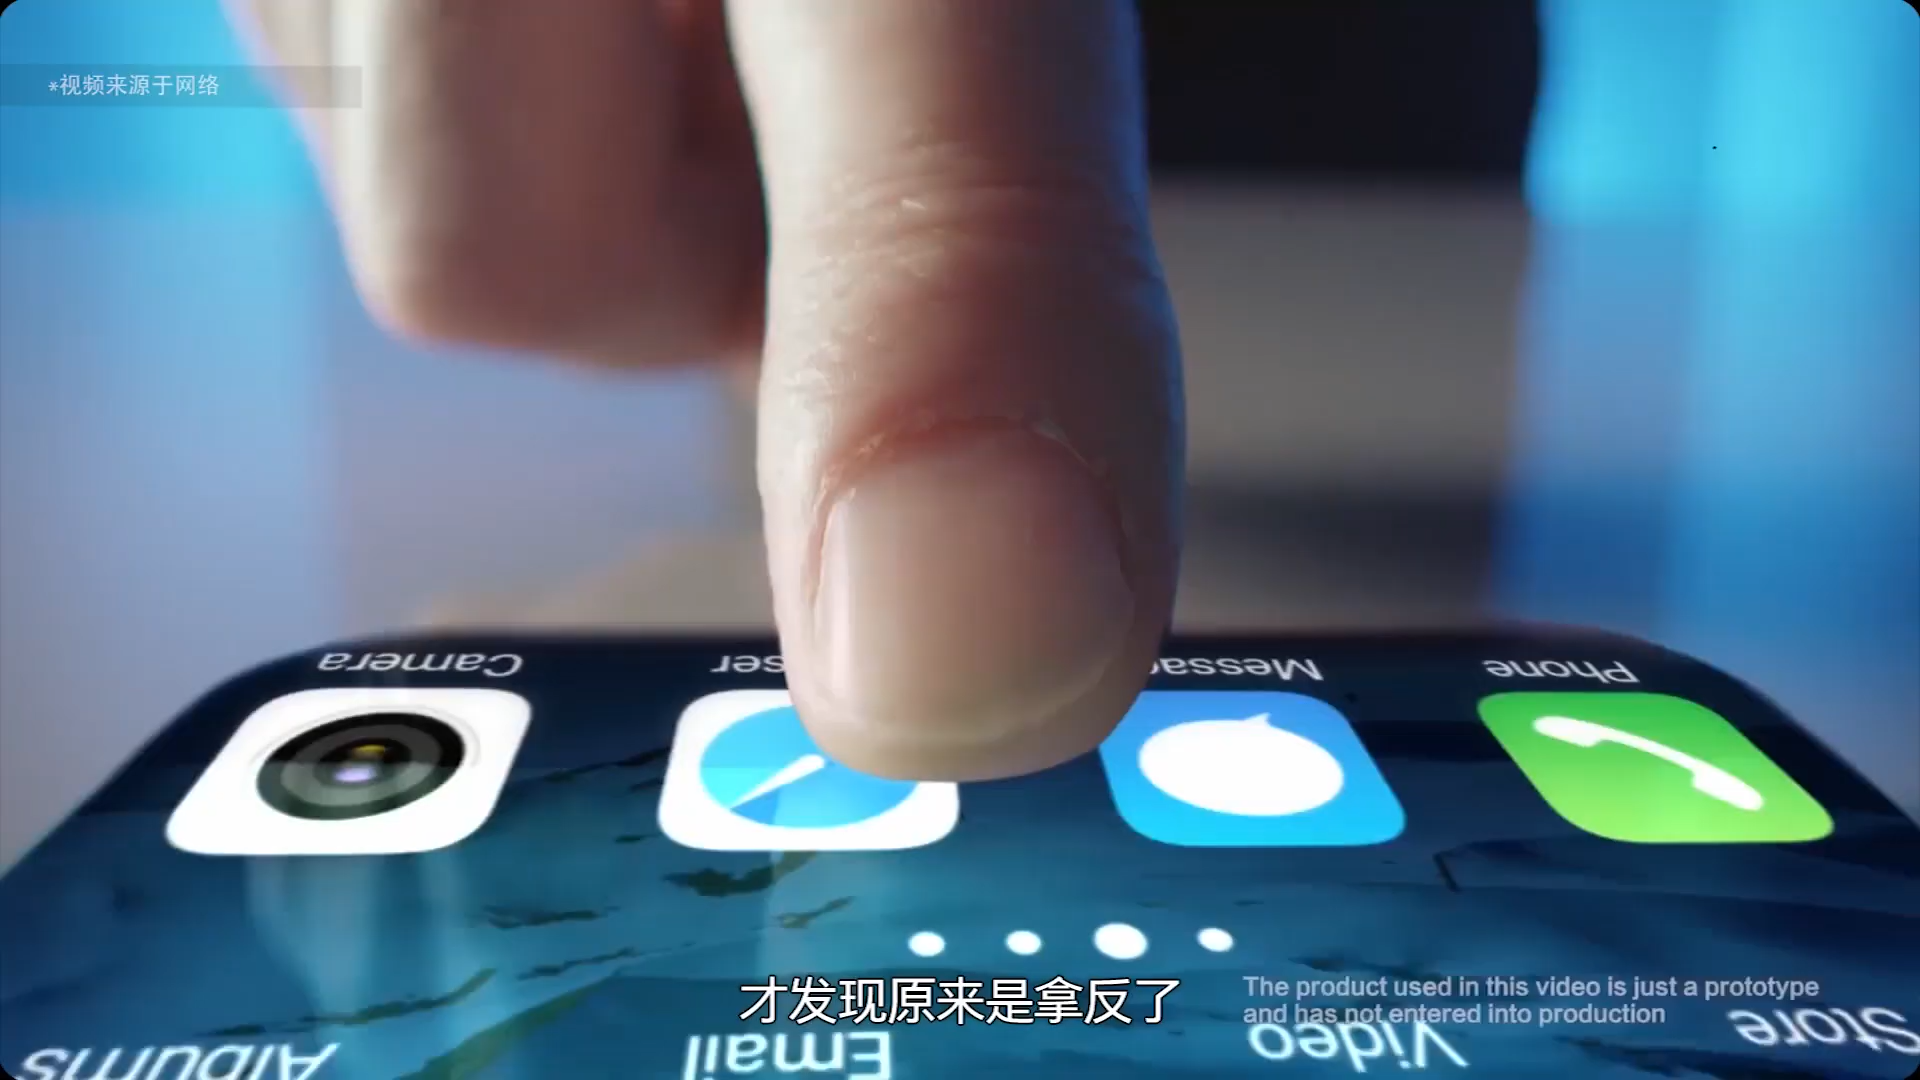 *视频来源于网络
Camera
ser
Messa
Phone
才发现原来是拿反了
The product used in this video is just a prototype
and has not entered into production
Albums
Email
Video
Store